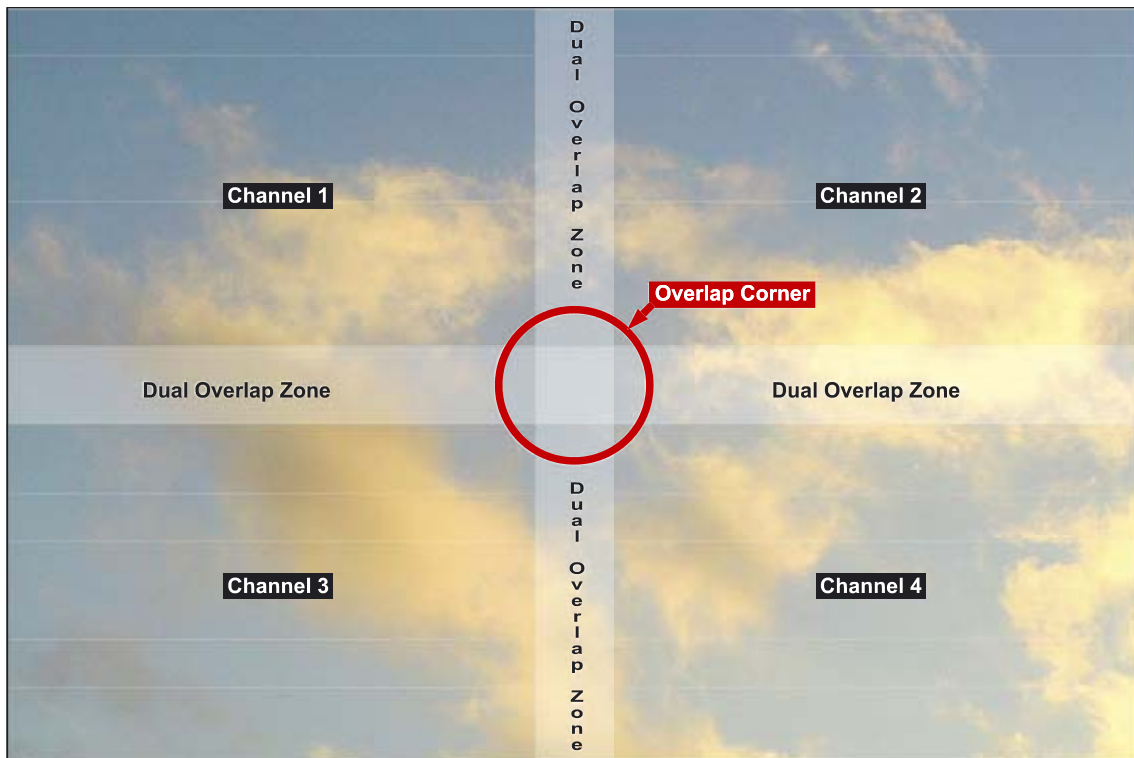 Dual Overlap Zone
Channel 1
Channel 2
Overlap Corner
Dual Overlap Zone
Dual Overlap Zone
Dual Overlap Zone
Channel 3
Channel 4